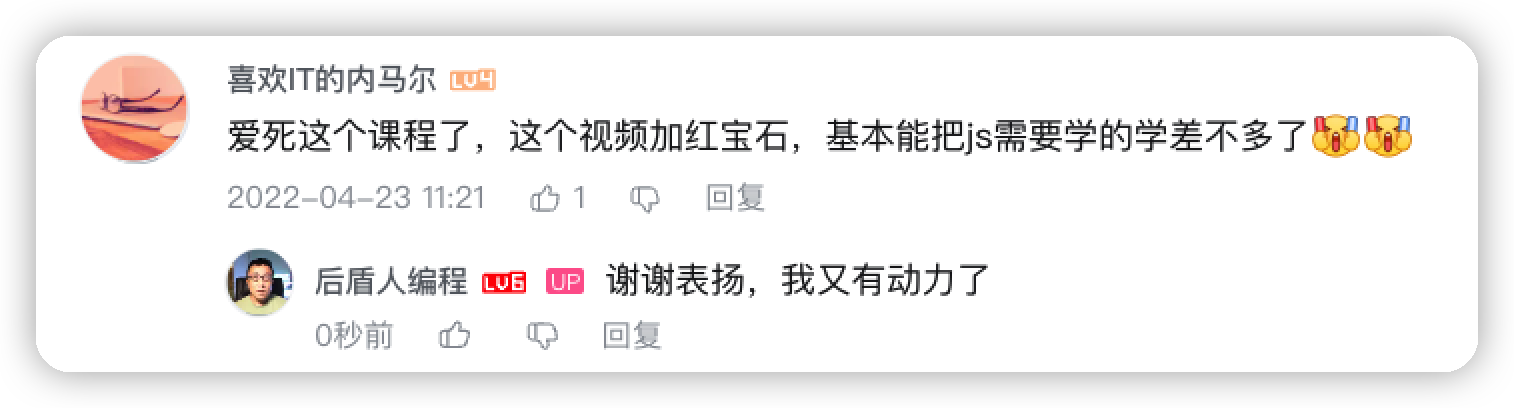 喜欢IT的内马尔 LV4
爱死这个课程了，这个视频加红宝石，基本能把js需要学的学差不多了
2022-04-23 11:21 1 回复
后盾人编程 LV6 UP 谢谢表扬，我又有动力了
0秒前 回复